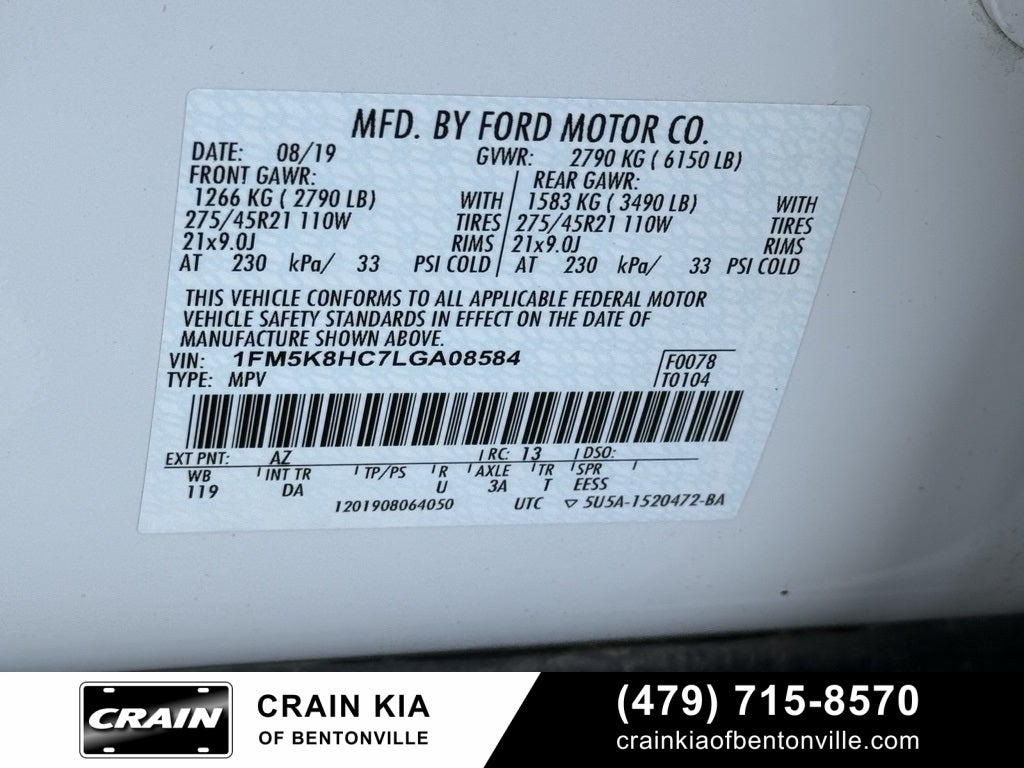 MFD. BY FORD MOTOR CO.
DATE: 08/19 GVWR: 2790 KG ( 6150 LB)
FRONT GAWR: REAR GAWR:
1266 KG ( 2790 LB) WITH 1583 KG ( 3490 LB) WITH
275/45R21 110W TIRES 275/45R21 110W TIRES
21x9.0J RIMS 21x9.0J RIMS
AT 230 kPa/ 33 PSI COLD AT 230 kPa/ 33 PSI COLD
THIS VEHICLE CONFORMS TO ALL APPLICABLE FEDERAL MOTOR
VEHICLE SAFETY STANDARDS IN EFFECT ON THE DATE OF
MANUFACTURE SHOWN ABOVE.
VIN: 1FM5K8HC7LGA08584 F0078
TYPE: MPV T0104
EXT PNT: AZ RC: 13 DSO:
WB INT TR TP/PS R AXLE TR SPR
119 DA U 3A T EESS
1201908064050 UTC ▽ 5U5A-1520472-BA
CRAIN
CRAIN KIA
OF BENTONVILLE
(479) 715-8570
crainkiaofbentonville.com